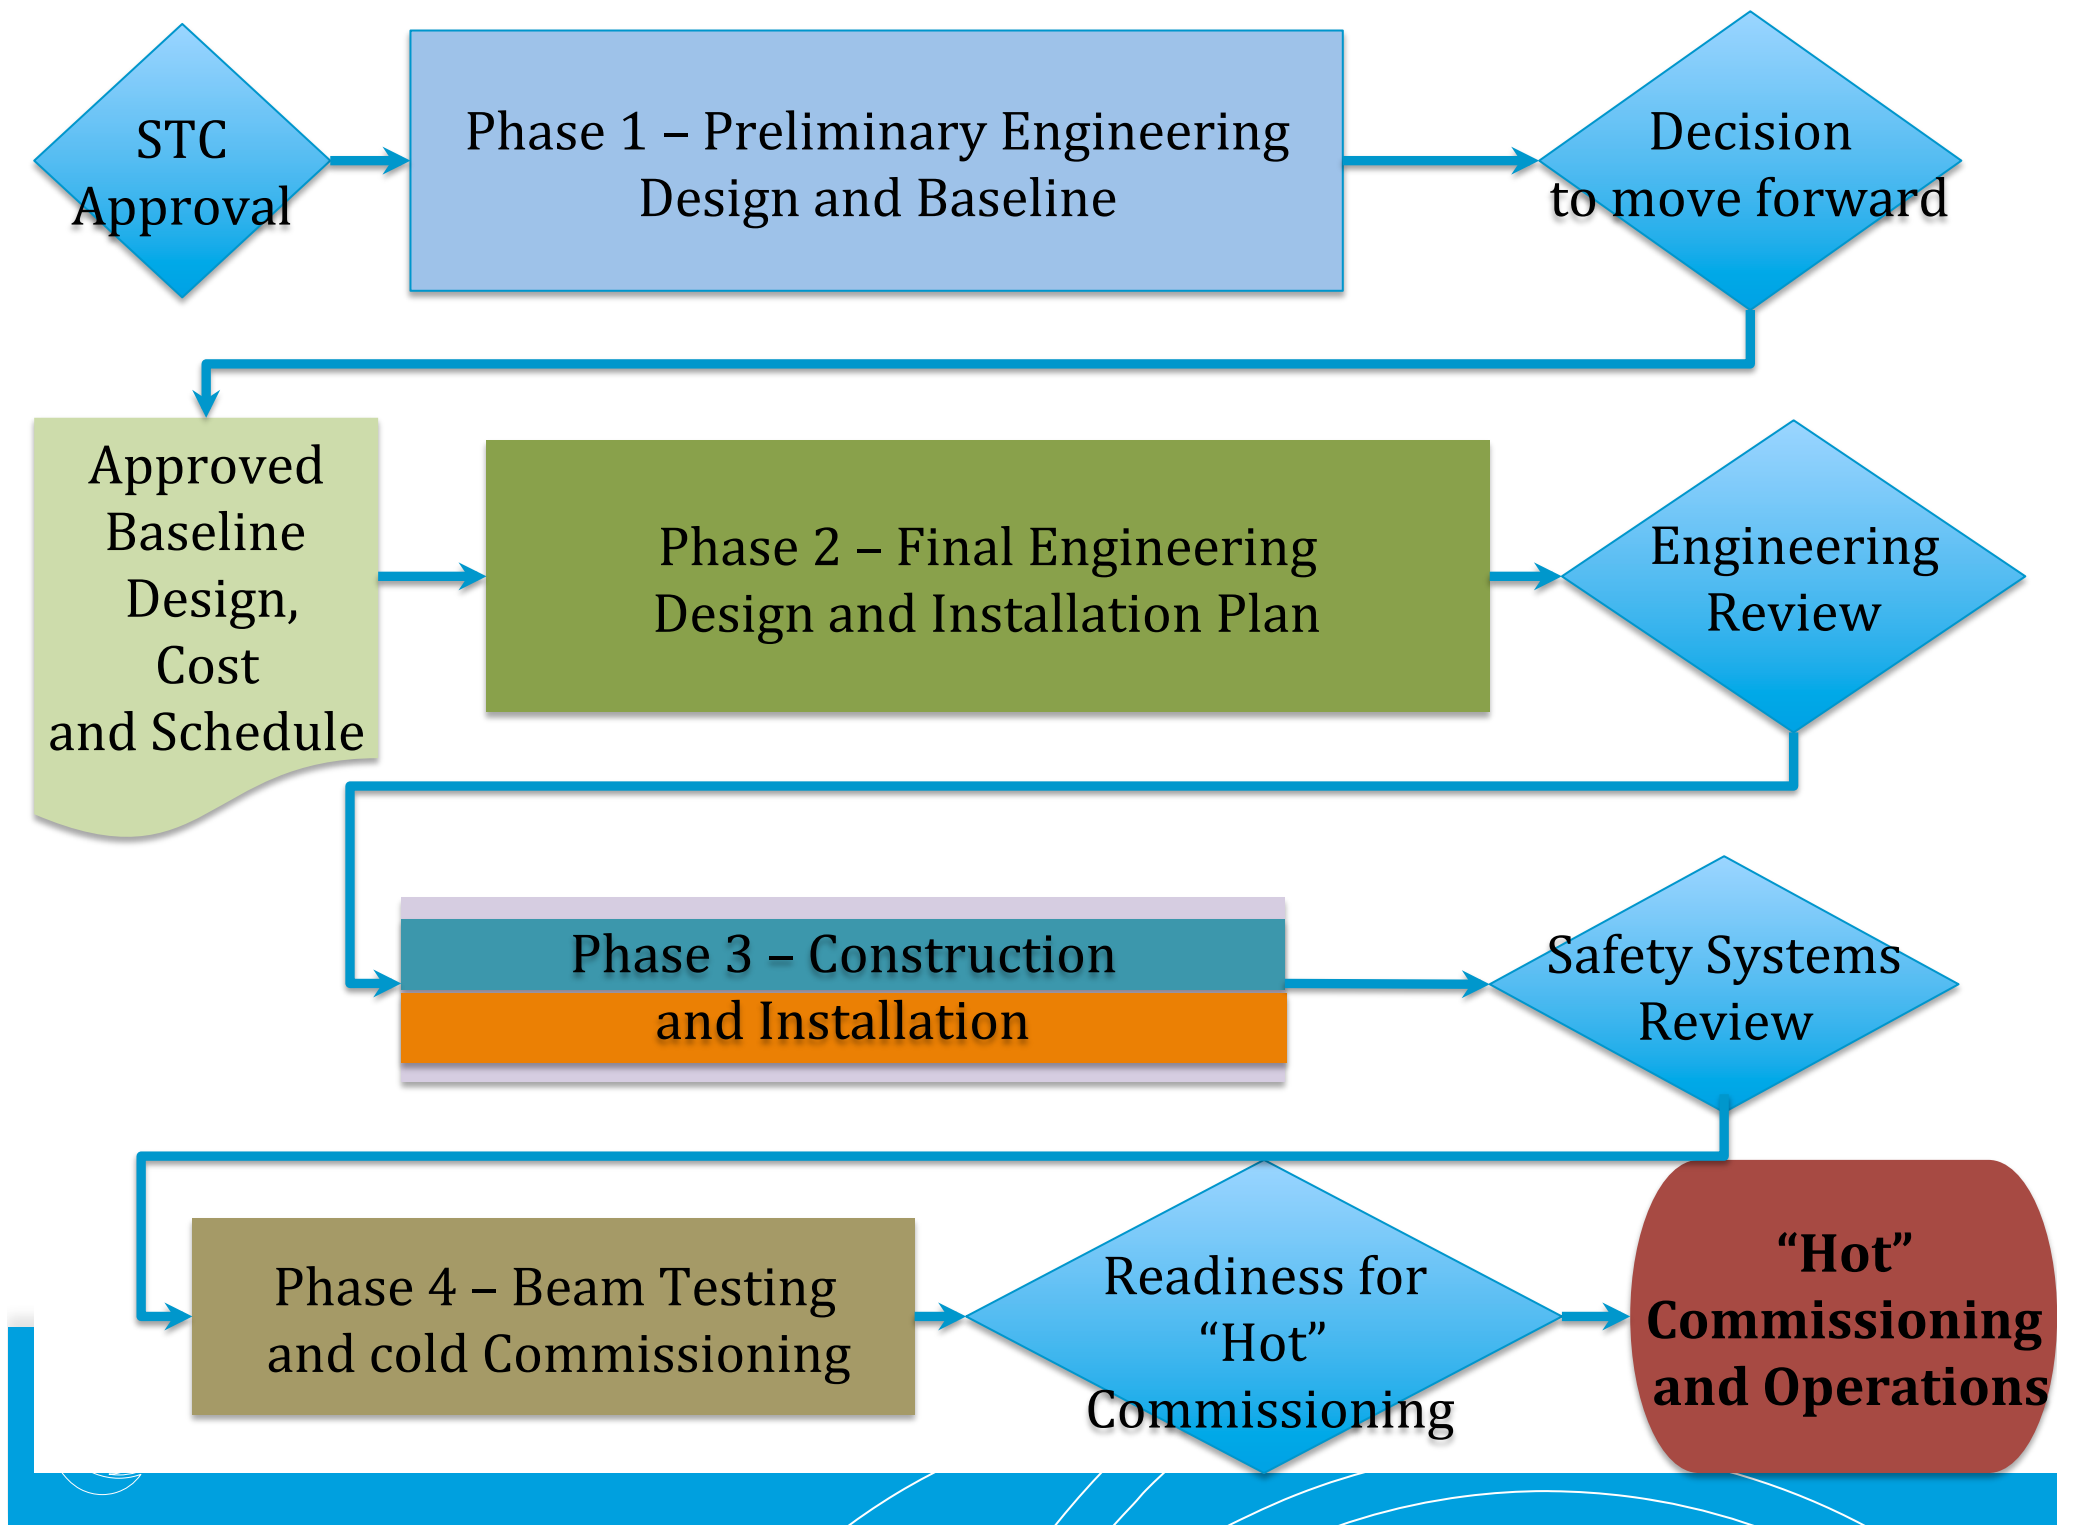 STC
Approval
Phase 1 – Preliminary Engineering
Design and Baseline
Decision
to move forward
Approved
Baseline
Design,
Cost
and Schedule
Phase 2 – Final Engineering
Design and Installation Plan
Engineering
Review
Phase 3 – Construction
and Installation
Safety Systems
Review
Phase 4 – Beam Testing
and cold Commissioning
Readiness for
“Hot”
Commissioning
“Hot”
Commissioning
and Operations